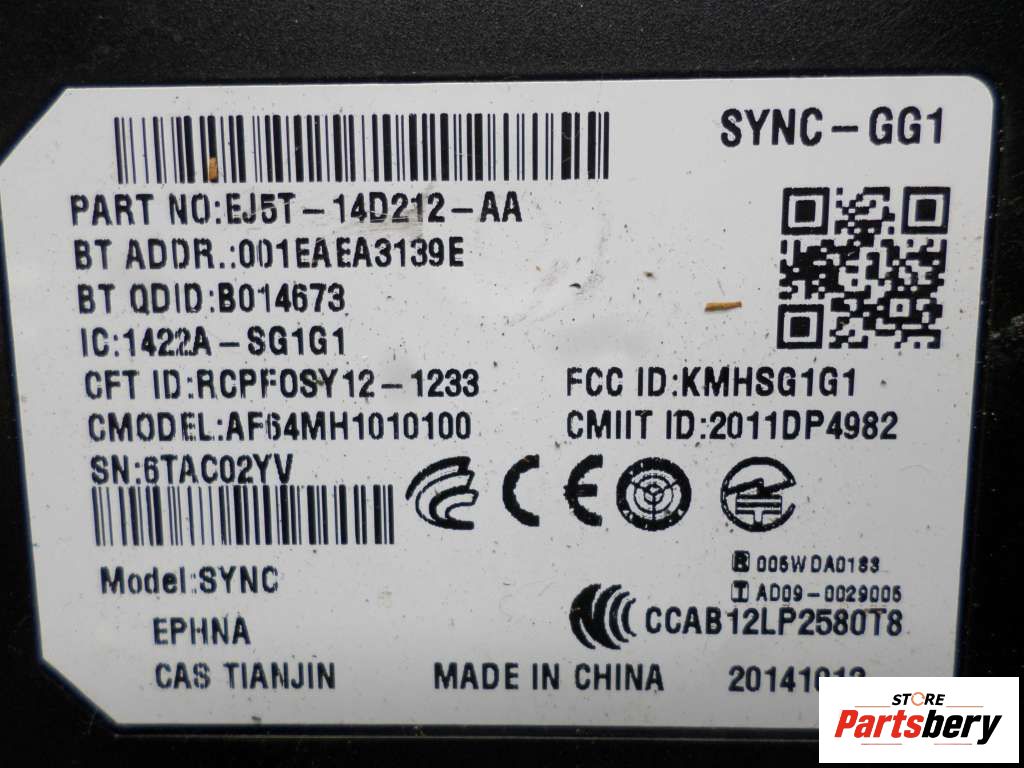 SYNC-GG1
PART NO:EJ5T-14D212-AA
BT ADDR.:001EAEA3139E
BT QDID:B014673
IC:1422A-SG1G1
CFT ID:RCPFOSY12-1233 FCC ID:KMHSG1G1
CMODEL:AF64MH1010100 CMIIT ID:2011DP4982
SN:6TAC02YV
CE
R 005WDA0183
T AD09-0029005
Model:SYNC
CCAB12LP2580T8
EPHNA
CAS TIANJIN MADE IN CHINA
STORE
Partsbery